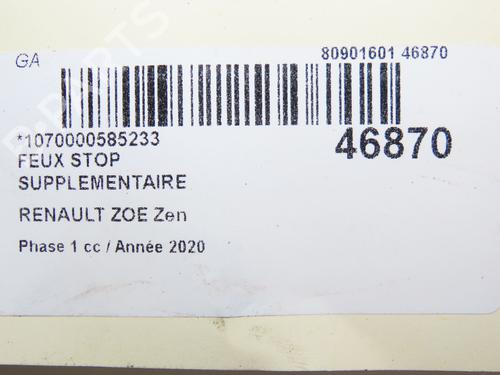 GA
80901601 46870
*1070000585233
46870
FEUX STOP
SUPPLEMENTAIRE
RENAULT ZOE Zen
Phase 1 cc / Année 2020